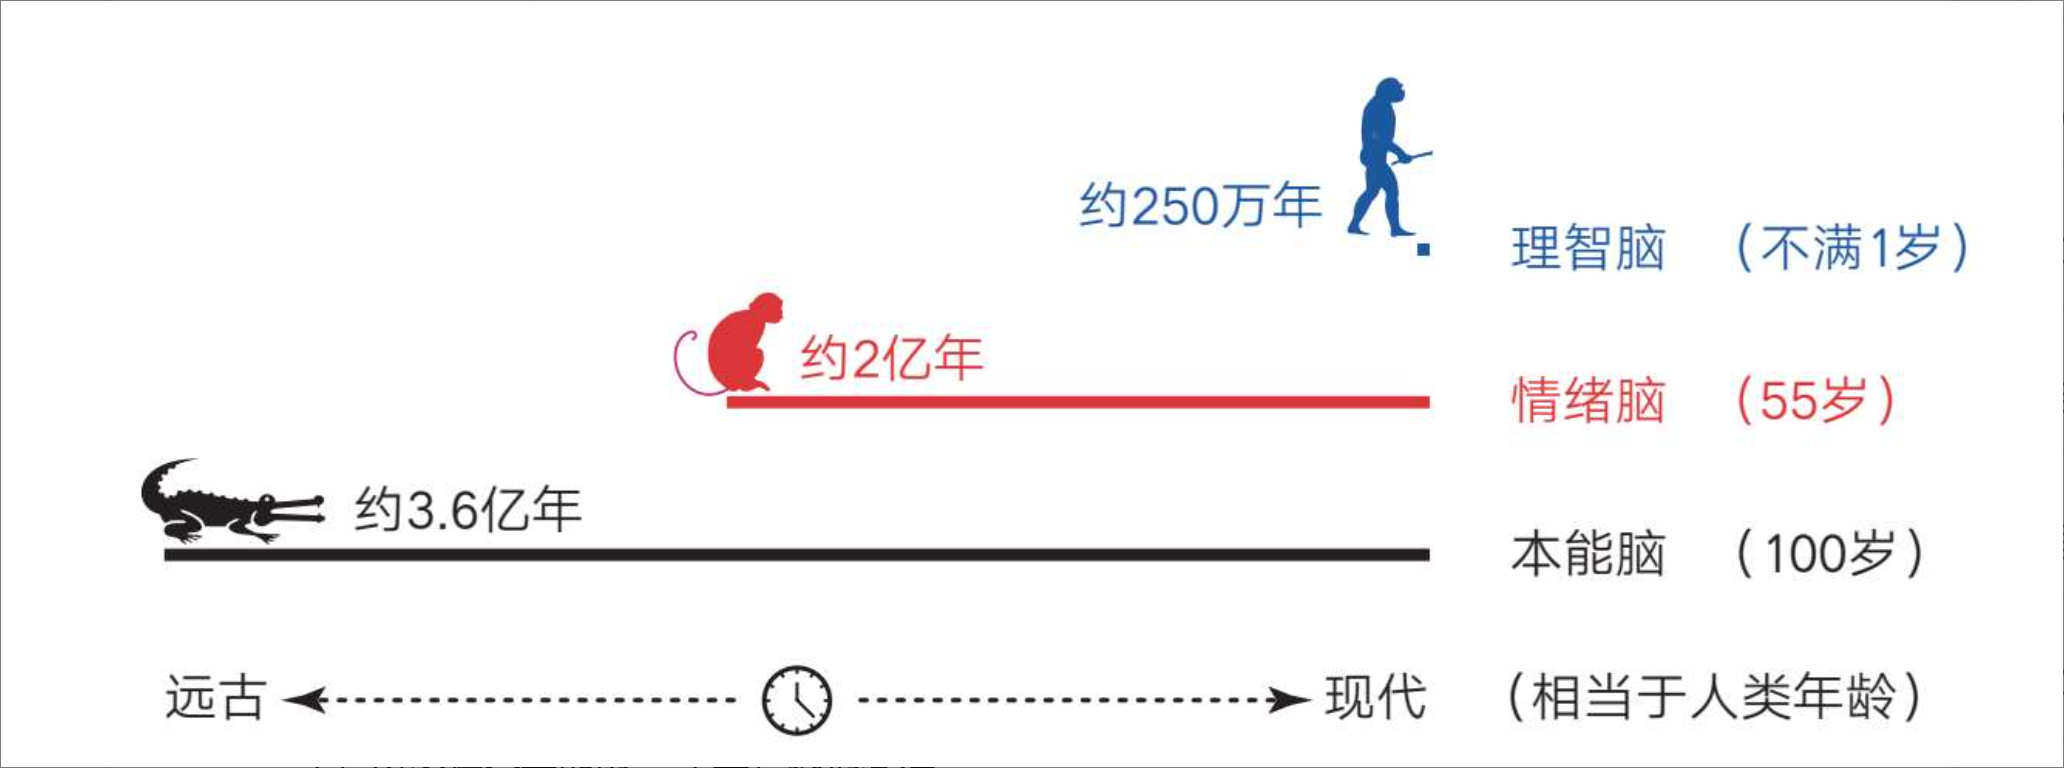 约250万年
理智脑 （不满1岁）
约2亿年
情绪脑 （55岁）
约3.6亿年
本能脑 （100岁）
远古 现代 （相当于人类年龄）